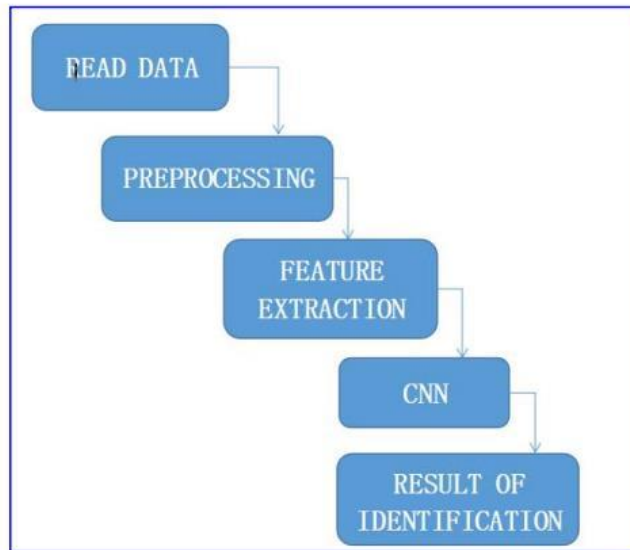 READ DATA
PREPROCESSING
FEATURE
EXTRACTION
CNN
RESULT OF
IDENTIFICATION